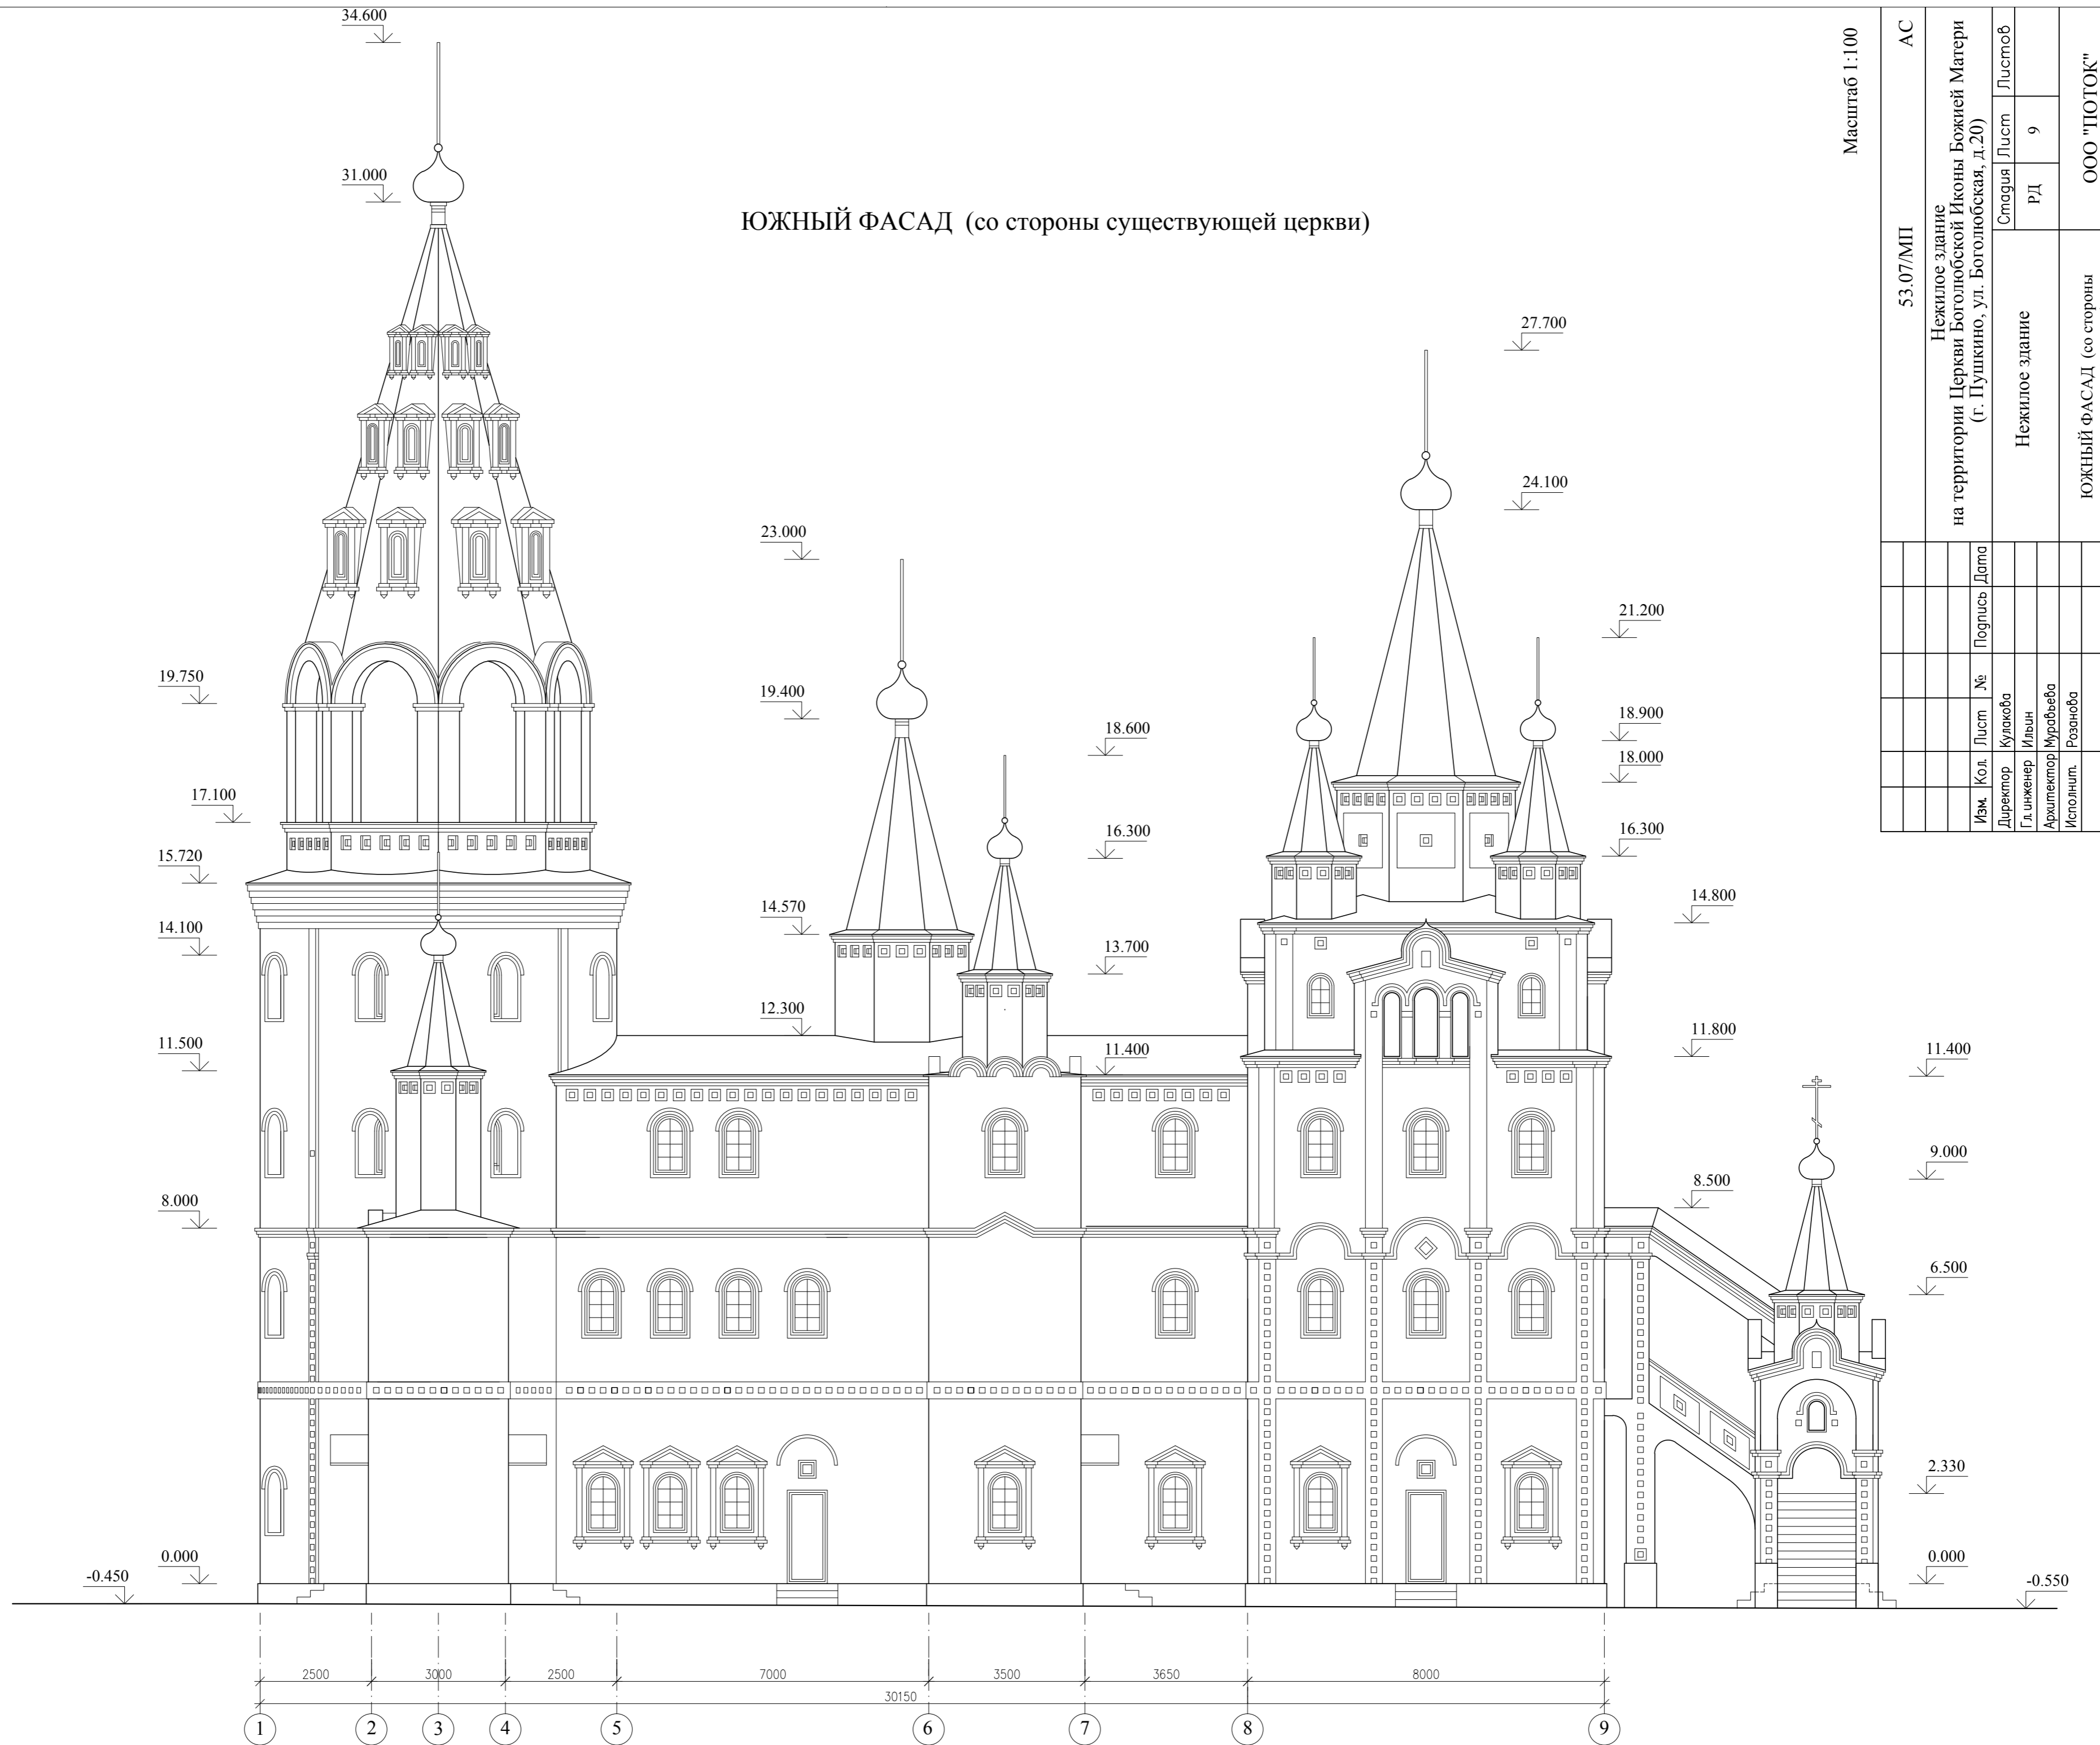 34.600
31.000
ЮЖНЫЙ ФАСАД (со стороны существующей церкви)
27.700
24.100
23.000
21.200
19.750
19.400
18.600
18.900
18.000
17.100
16.300
16.300
15.720
14.570
14.800
14.100
13.700
12.300
11.800
11.500
11.400
11.400
9.000
8.500
8.000
6.500
2.330
0.000
0.000
-0.450
-0.550
2500 3000 2500 7000 3500 3650 8000
30150
1 2 3 4 5 6 7 8 9
Масштаб 1:100
53.07/МП АС
Нежилое здание
на территории Церкви Боголюбской Иконы Божией Матери
(г. Пушкино, ул. Боголюбская, д.20)
Изм. Кол. Лист № Подпись Дата
Директор Кулакова
Гл. инженер Ильин
Архитектор Муравьева
Исполнит. Розанова
Нежилое здание
Стадия Лист Листов
РД 9
ЮЖНЫЙ ФАСАД (со стороны
ООО "ПОТОК"